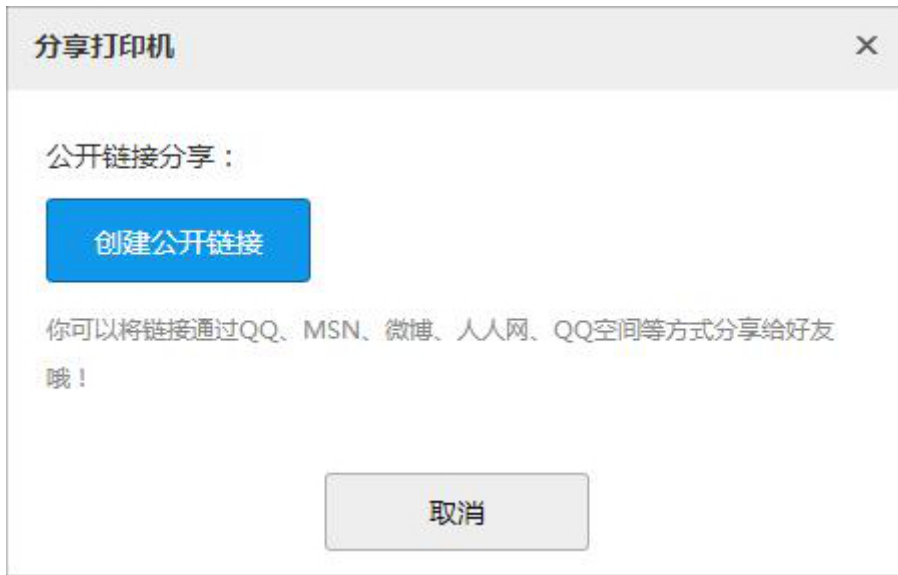 分享打印机
公开链接分享：
创建公开链接
你可以将链接通过QQ、MSN、微博、人人网、QQ空间等方式分享给好友
哦！
取消